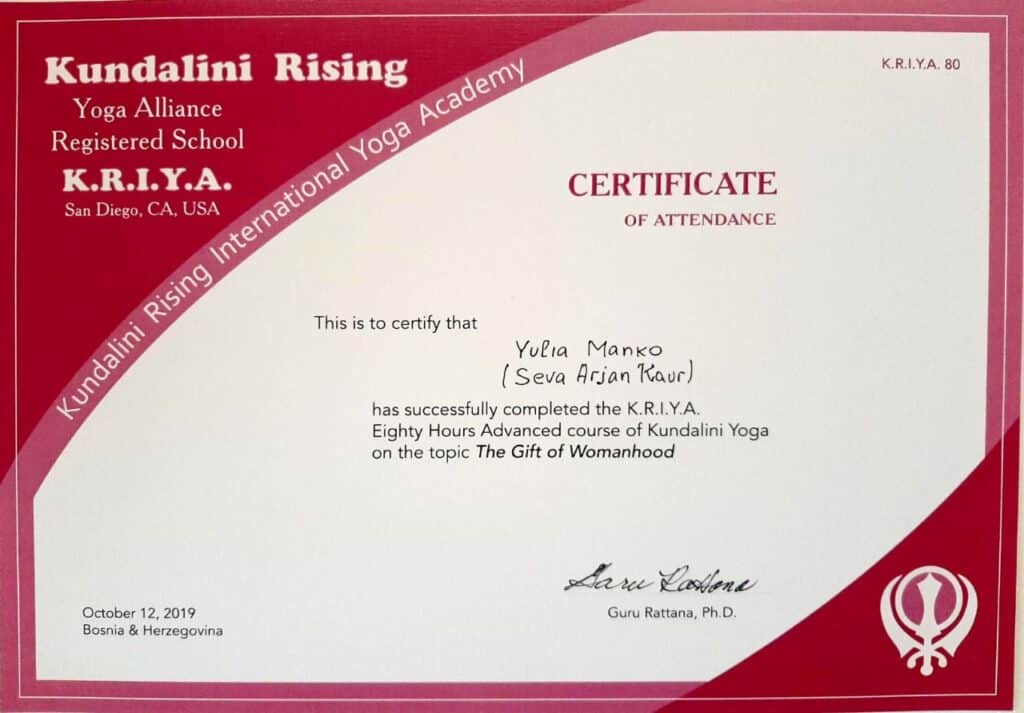 Kundalini Rising
Yoga Alliance
Registered School
K.R.I.Y.A.
San Diego, CA, USA
Kundalini Rising International Yoga Academy
K.R.I.Y.A. 80
CERTIFICATE
OF ATTENDANCE
This is to certify that
Yulia Manko
(Seva Arjan Kaur)
has successfully completed the K.R.I.Y.A.
Eighty Hours Advanced course of Kundalini Yoga
on the topic The Gift of Womanhood
Guru Rattana
Guru Rattana, Ph.D.
October 12, 2019
Bosnia & Herzegovina